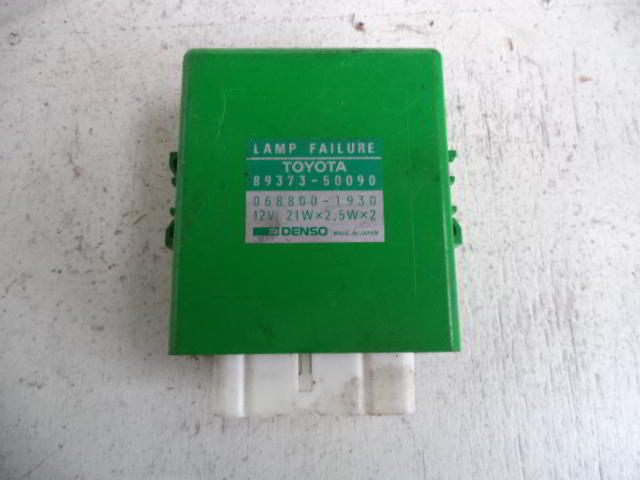 LAMP FAILURE
TOYOTA
89373-50090
068800-1930
12V 21W×2,5W×2
DENSO MADE IN JAPAN